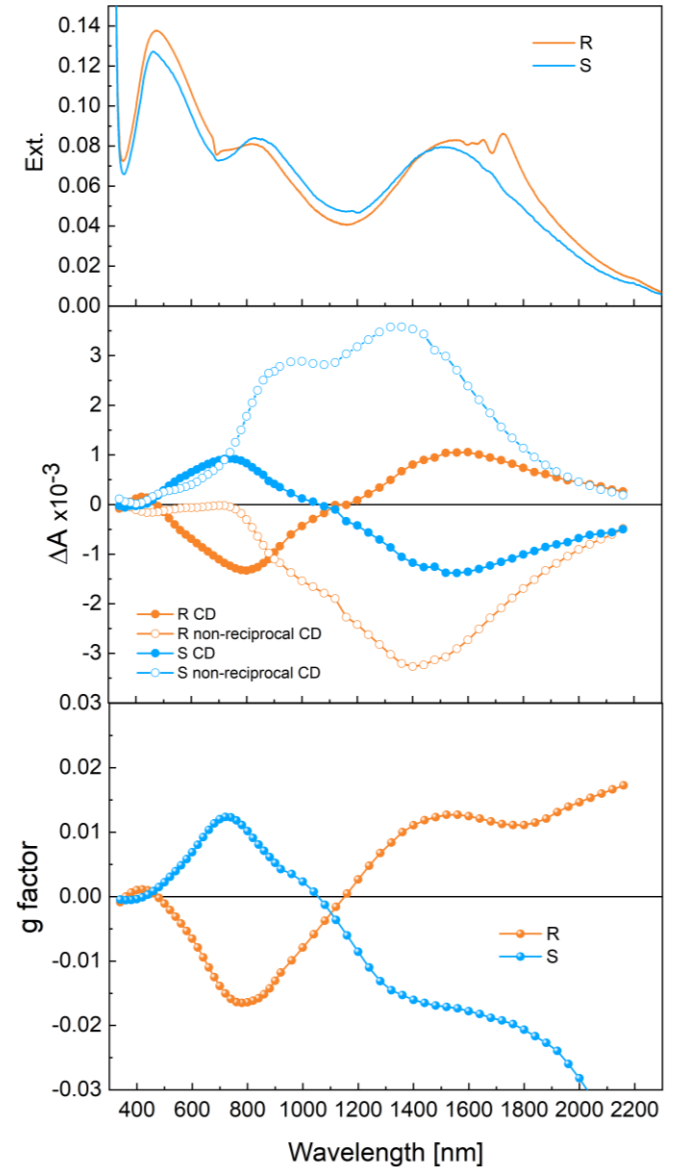 0.14
0.12
0.10
0.08
0.06
0.04
0.02
0.00
Ext.
R
S
3
2
1
0
-1
-2
-3
ΔA x10⁻³
R CD
R non-reciprocal CD
S CD
S non-reciprocal CD
0.03
0.02
0.01
0.00
-0.01
-0.02
-0.03
g factor
R
S
400 600 800 1000 1200 1400 1600 1800 2000 2200
Wavelength [nm]